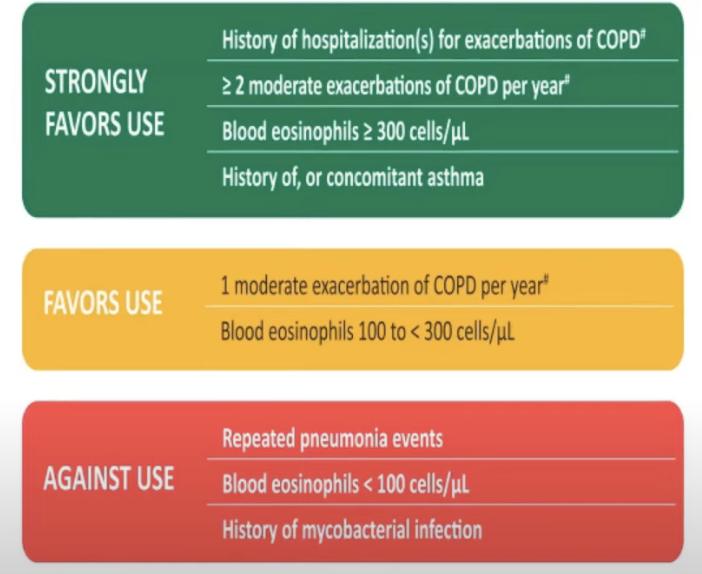 STRONGLY
FAVORS USE
History of hospitalization(s) for exacerbations of COPD#
≥ 2 moderate exacerbations of COPD per year#
Blood eosinophils ≥ 300 cells/μL
History of, or concomitant asthma
FAVORS USE
1 moderate exacerbation of COPD per year#
Blood eosinophils 100 to < 300 cells/μL
AGAINST USE
Repeated pneumonia events
Blood eosinophils < 100 cells/μL
History of mycobacterial infection